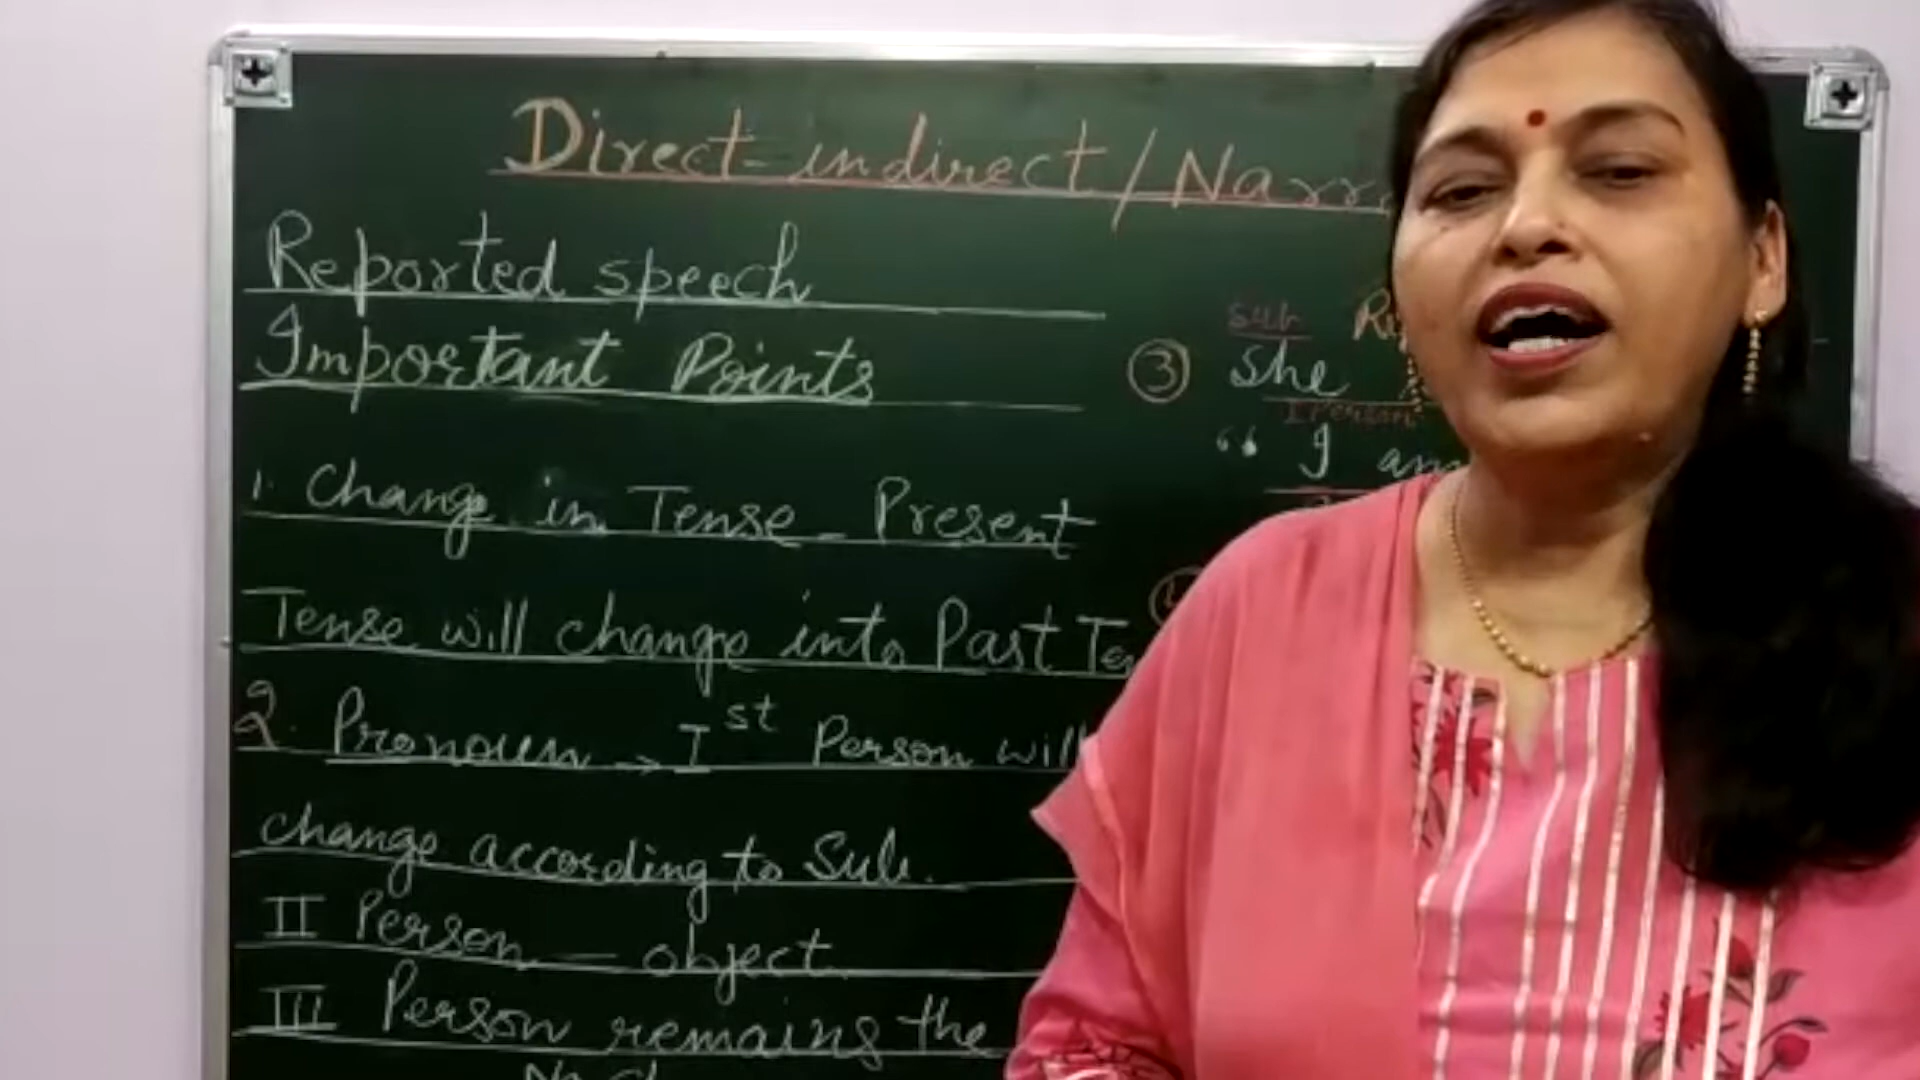 Direct-indirect/Narr
Reported speech
Important Points
1. Change in Tense - Present
Tense will change into Past Te
2. Pronoun → Ist Person will
change according to Sub.
II Person — object
III Person remains the
Sub
③ She
I Person
“ I am